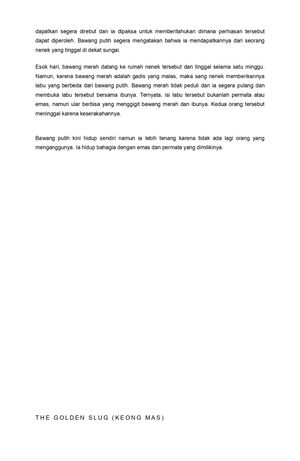 dapatkan segera direbut dan ia dipaksa untuk memberitahukan dimana perhiasan tersebut
dapat diperoleh. Bawang putih segera mengatakan bahwa ia mendapatkannya dari seorang
nenek yang tinggal di dekat sungai.
Esok hari, bawang merah datang ke rumah nenek tersebut dan tinggal selama satu minggu.
Namun, karena bawang merah adalah gadis yang malas, maka sang nenek memberikannya
labu yang berbeda dari bawang putih. Bawang merah tidak peduli dan ia segera pulang dan
membuka labu tersebut bersama ibunya. Ternyata, isi labu tersebut bukanlah permata atau
emas, namun ular berbisa yang menggigit bawang merah dan ibunya. Kedua orang tersebut
meninggal karena keserakahannya.
Bawang putih kini hidup sendiri namun ia lebih tenang karena tidak ada lagi orang yang
menganggunya. Ia hidup bahagia dengan emas dan permata yang dimilikinya.
THE GOLDEN SLUG (KEONG MAS)